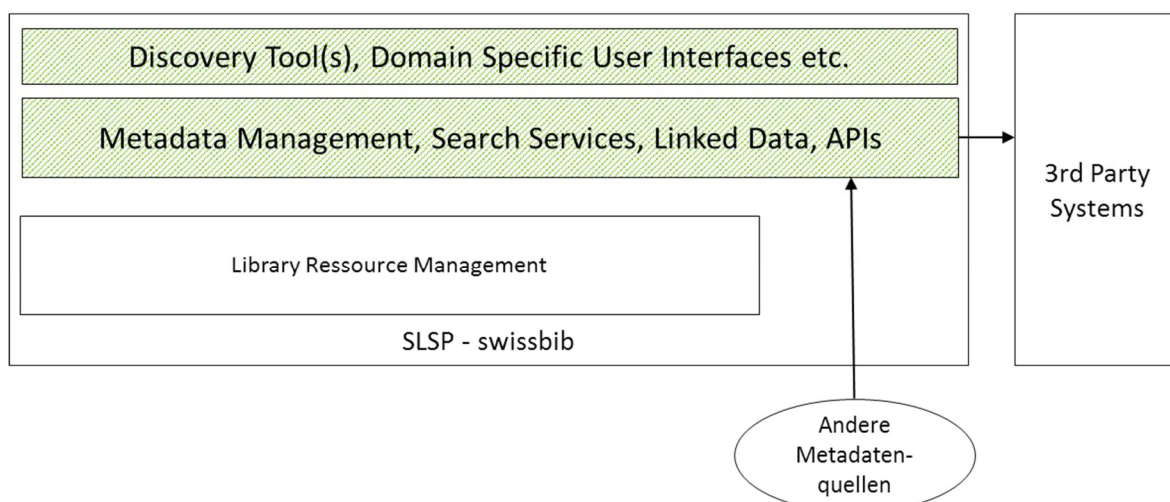 Discovery Tool(s), Domain Specific User Interfaces etc.
Metadata Management, Search Services, Linked Data, APIs
3rd Party
Systems
Library Ressource Management
SLSP - swissbib
Andere
Metadaten-
quellen